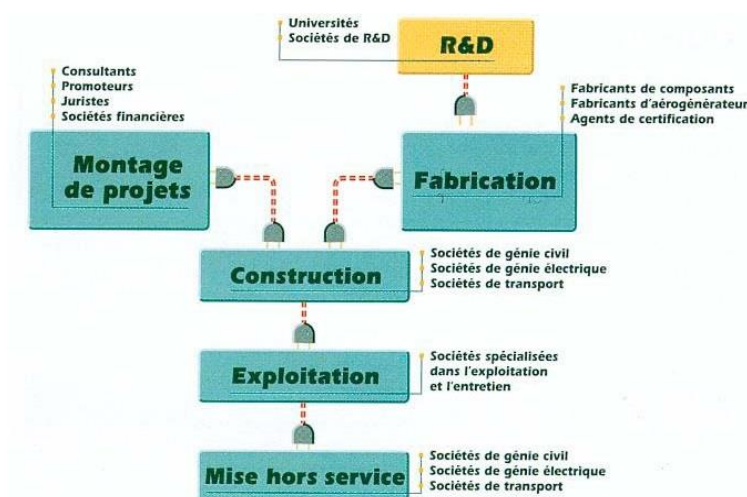 Universités
Sociétés de R&D
R&D
Consultants
Promoteurs
Juristes
Sociétés financières
Montage
de projets
Fabricants de composants
Fabricants d'aérogénérateur
Agents de certification
Fabrication
Construction
Sociétés de génie civil
Sociétés de génie électrique
Sociétés de transport
Exploitation
Sociétés spécialisées
dans l'exploitation
et l'entretien
Mise hors service
Sociétés de génie civil
Sociétés de génie électrique
Sociétés de transport